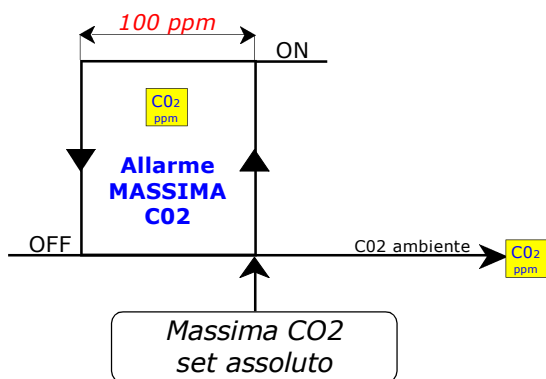 100 ppm
ON
C02
ppm
Allarme
MASSIMA
C02
OFF
C02 ambiente
C02
ppm
Massima CO2
set assoluto